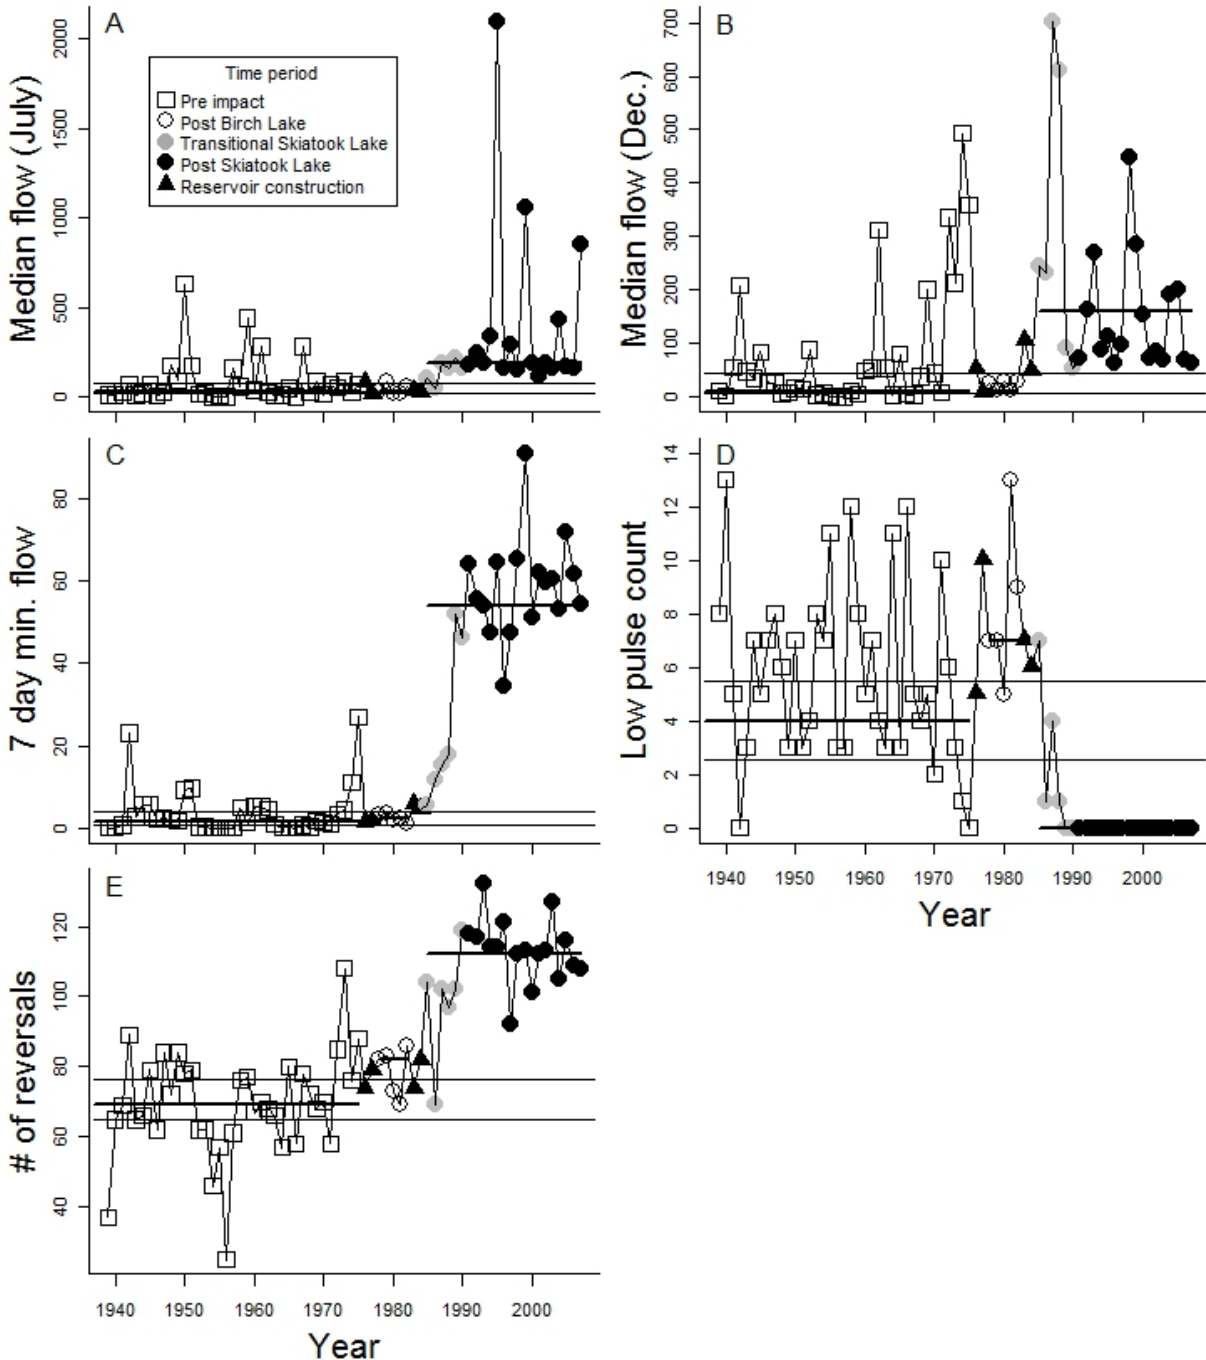 A
Median flow (July)
0
500
1000
1500
2000
Time period
Pre impact
Post Birch Lake
Transitional Skiatook Lake
Post Skiatook Lake
Reservoir construction
B
Median flow (Dec.)
0
100
200
300
400
500
600
700
C
7 day min. flow
0
20
40
60
80
D
Low pulse count
0
2
4
6
8
10
12
14
1940 1950 1960 1970 1980 1990 2000
Year
E
# of reversals
40
60
80
100
120
1940 1950 1960 1970 1980 1990 2000
Year